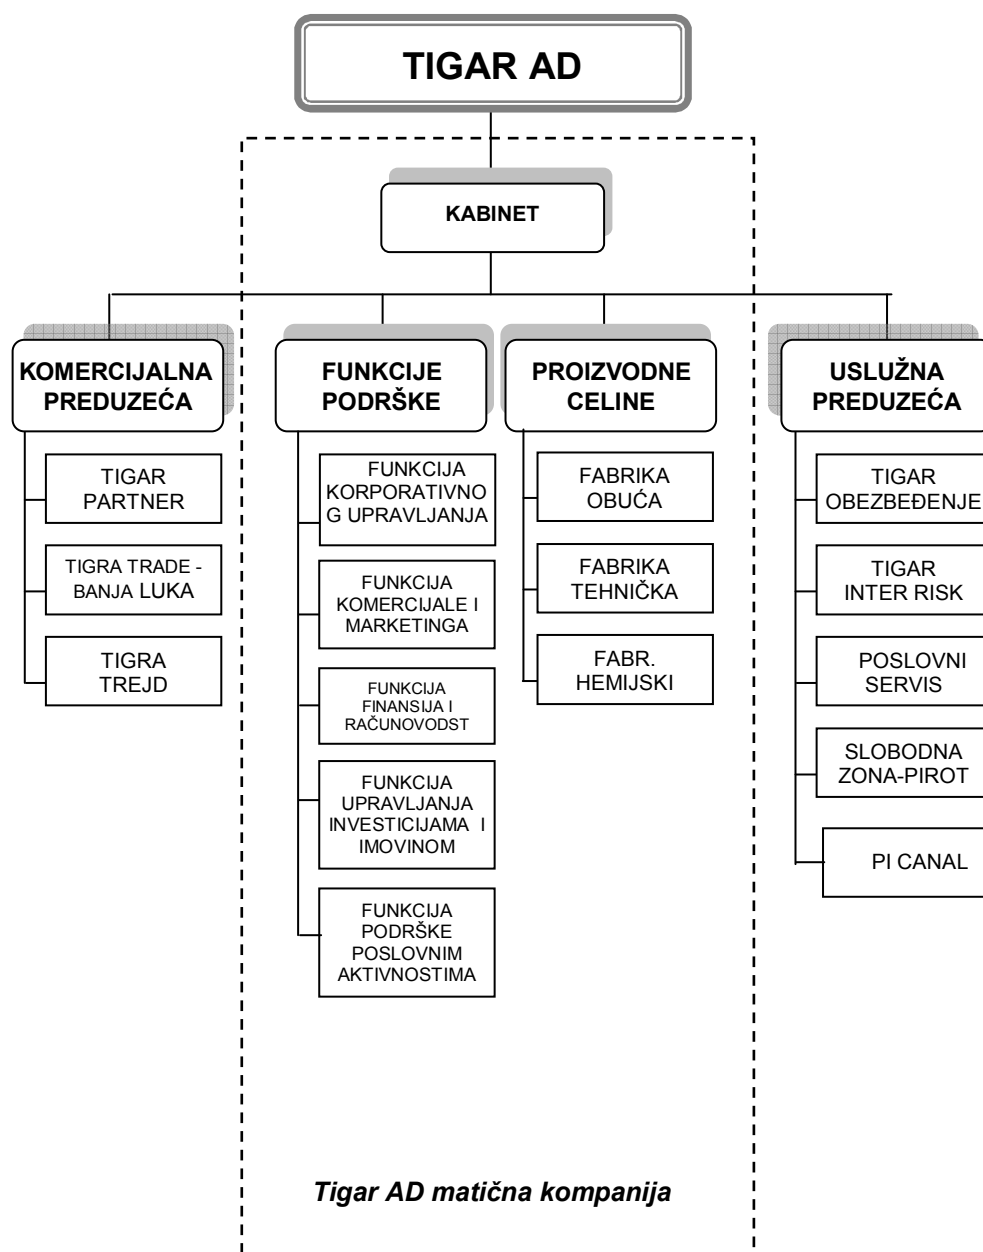 TIGAR AD
KABINET
KOMERCIJALNA
PREDUZEĆA
TIGAR
PARTNER
TIGRA TRADE -
BANJA LUKA
TIGRA
TREJD
FUNKCIJE
PODRŠKE
FUNKCIJA
KORPORATIVNO
G UPRAVLJANJA
FUNKCIJA
KOMERCIJALE I
MARKETINGA
FUNKCIJA
FINANSIJA I
RAČUNOVODST
FUNKCIJA
UPRAVLJANJA
INVESTICIJAMA I
IMOVINOM
FUNKCIJA
PODRŠKE
POSLOVNIM
AKTIVNOSTIMA
PROIZVODNE
CELINE
FABRIKA
OBUĆA
FABRIKA
TEHNIČKA
FABR.
HEMIJSKI
USLUŽNA
PREDUZEĆA
TIGAR
OBEZBEĐENJE
TIGAR
INTER RISK
POSLOVNI
SERVIS
SLOBODNA
ZONA-PIROT
PI CANAL
Tigar AD matična kompanija